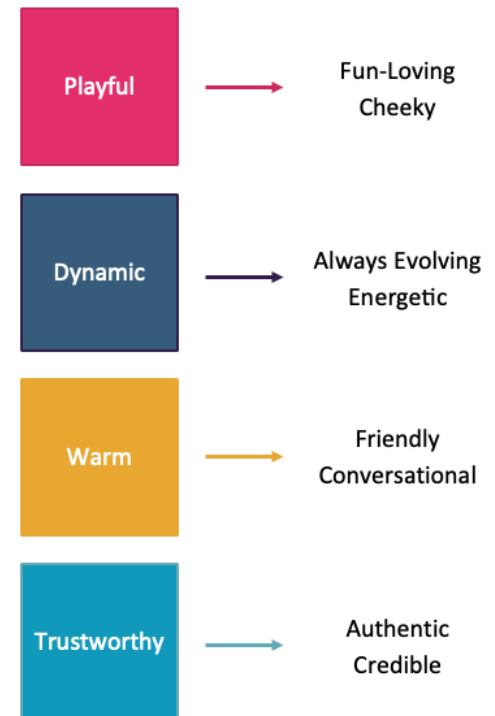 Playful
Fun-Loving
Cheeky
Dynamic
Always Evolving
Energetic
Warm
Friendly
Conversational
Trustworthy
Authentic
Credible